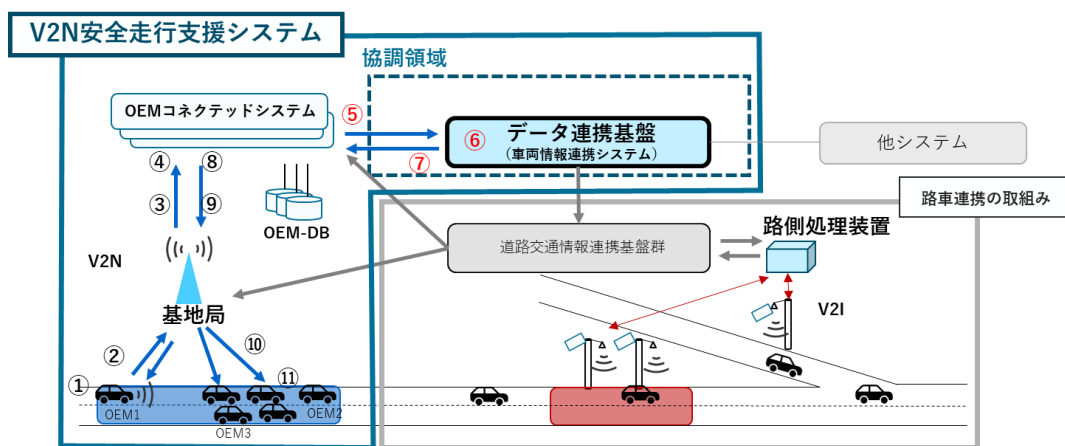 V2N安全走行支援システム
協調領域
OEMコネクテッドシステム
⑤
⑥
データ連携基盤
(車両情報連携システム)
⑦
他システム
④
⑧
③
⑨
OEM-DB
路車連携の取組み
道路交通情報連携基盤群
路側処理装置
V2N
基地局
V2I
②
⑩
①
⑪
OEM1
OEM2
OEM3